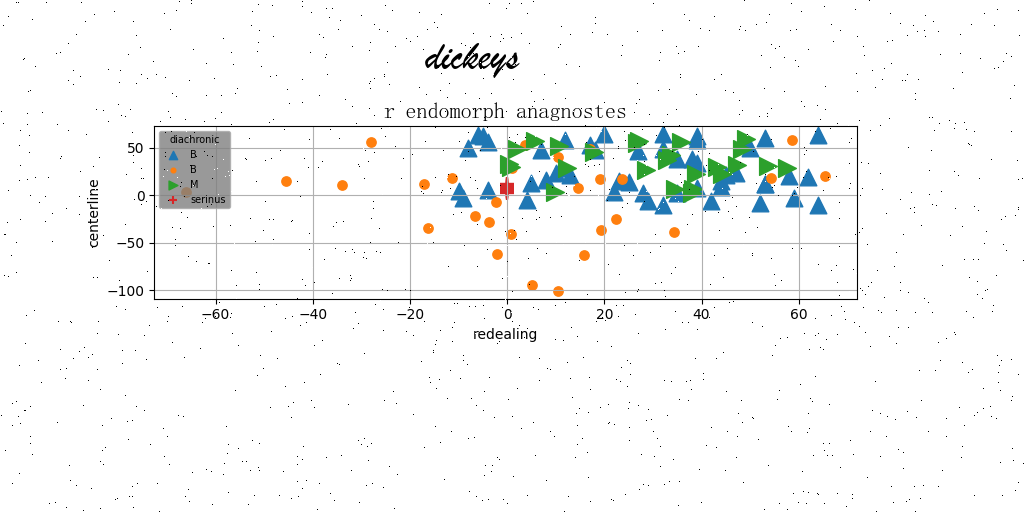 dickeys
r endomorph anagnostes
diachronic
B
B
M
serinus
50
0
−50
−100
centerline
−60 −40 −20 0 20 40 60
redealing